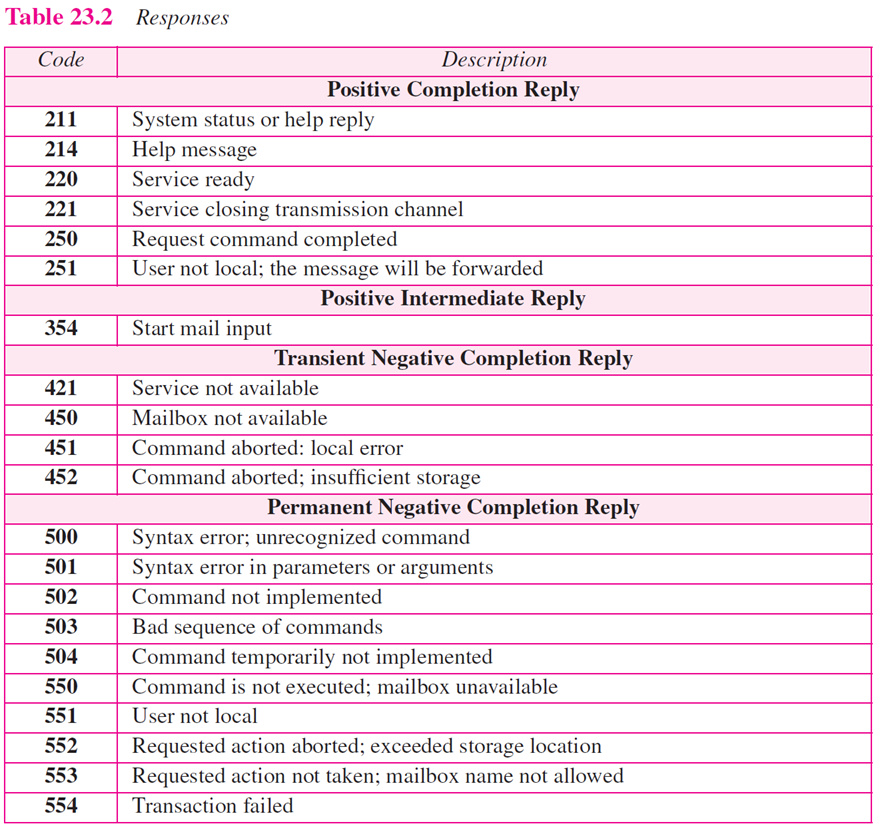 Table 23.2 Responses
Code Description
Positive Completion Reply
211 System status or help reply
214 Help message
220 Service ready
221 Service closing transmission channel
250 Request command completed
251 User not local; the message will be forwarded
Positive Intermediate Reply
354 Start mail input
Transient Negative Completion Reply
421 Service not available
450 Mailbox not available
451 Command aborted: local error
452 Command aborted; insufficient storage
Permanent Negative Completion Reply
500 Syntax error; unrecognized command
501 Syntax error in parameters or arguments
502 Command not implemented
503 Bad sequence of commands
504 Command temporarily not implemented
550 Command is not executed; mailbox unavailable
551 User not local
552 Requested action aborted; exceeded storage location
553 Requested action not taken; mailbox name not allowed
554 Transaction failed